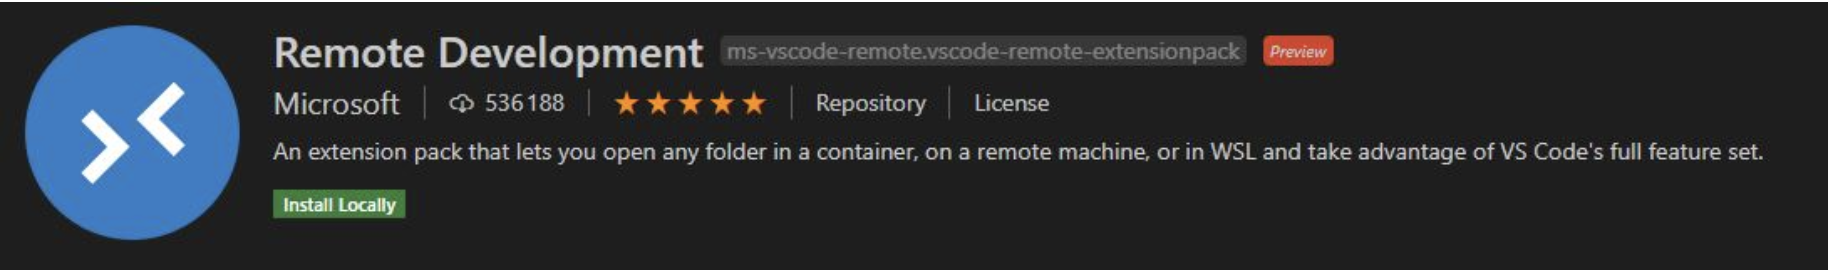 Remote Development ms-vscode-remote.vscode-remote-extensionpack Preview
Microsoft 536188 Repository License
An extension pack that lets you open any folder in a container, on a remote machine, or in WSL and take advantage of VS Code's full feature set.
Install Locally